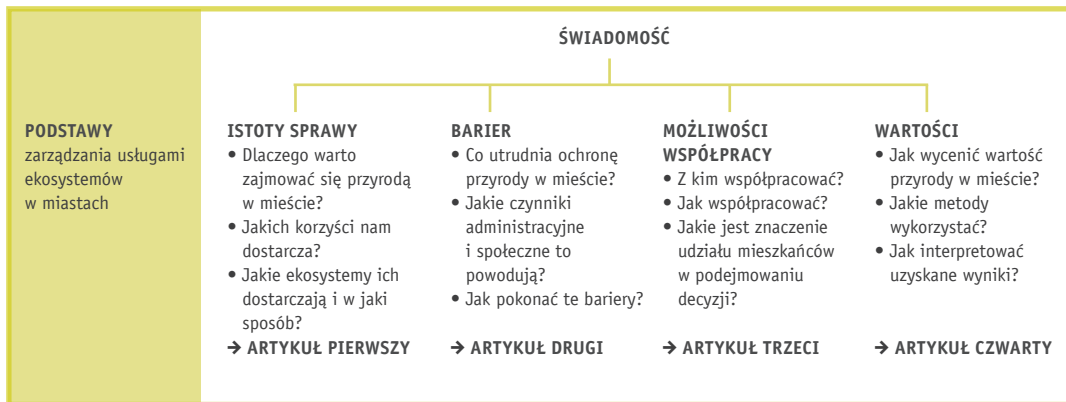 ŚWIADOMOŚĆ
PODSTAWY
zarządzania usługami
ekosystemów
w miastach
ISTOTY SPRAWY
• Dlaczego warto
zajmować się przyrodą
w mieście?
• Jakich korzyści nam
dostarcza?
• Jakie ekosystemy ich
dostarczają i w jaki
sposób?
→ ARTYKUŁ PIERWSZY
BARIER
• Co utrudnia ochronę
przyrody w mieście?
• Jakie czynniki
administracyjne
i społeczne to
powodują?
• Jak pokonać te bariery?
→ ARTYKUŁ DRUGI
MOŻLIWOŚCI
WSPÓŁPRACY
• Z kim współpracować?
• Jak współpracować?
• Jakie jest znaczenie
udziału mieszkańców
w podejmowaniu
decyzji?
→ ARTYKUŁ TRZECI
WARTOŚCI
• Jak wycenić wartość
przyrody w mieście?
• Jakie metody
wykorzystać?
• Jak interpretować
uzyskane wyniki?
→ ARTYKUŁ CZWARTY